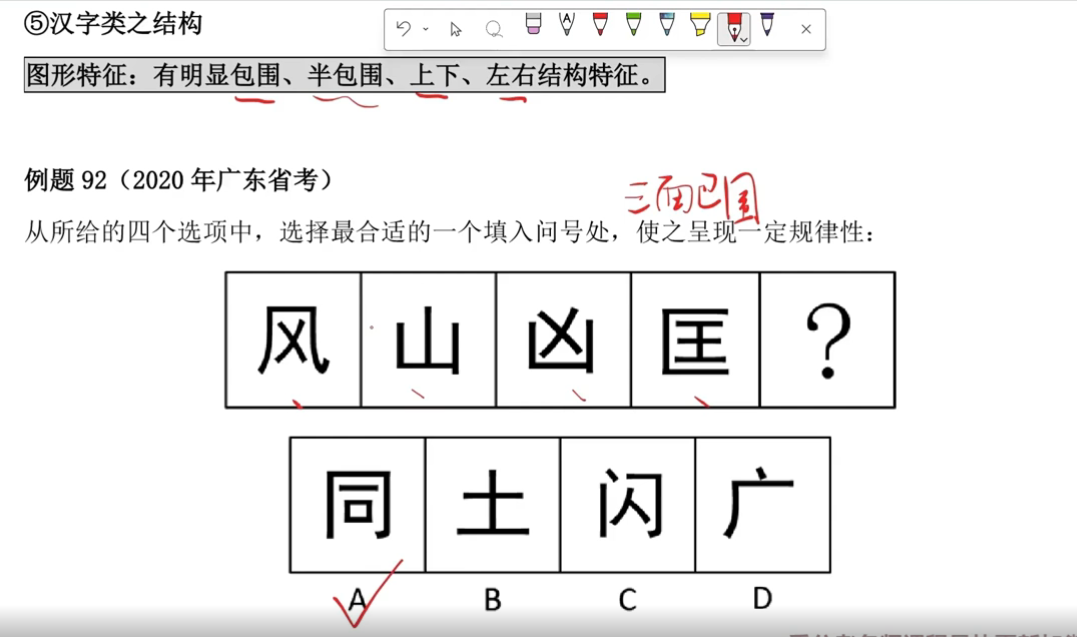 ⑤汉字类之结构
图形特征：有明显包围、半包围、上下、左右结构特征。
例题 92（2020 年广东省考）
三面包围
从所给的四个选项中，选择最合适的一个填入问号处，使之呈现一定规律性：
风 山 凶 匡 ？
同 土 闪 广
A B C D